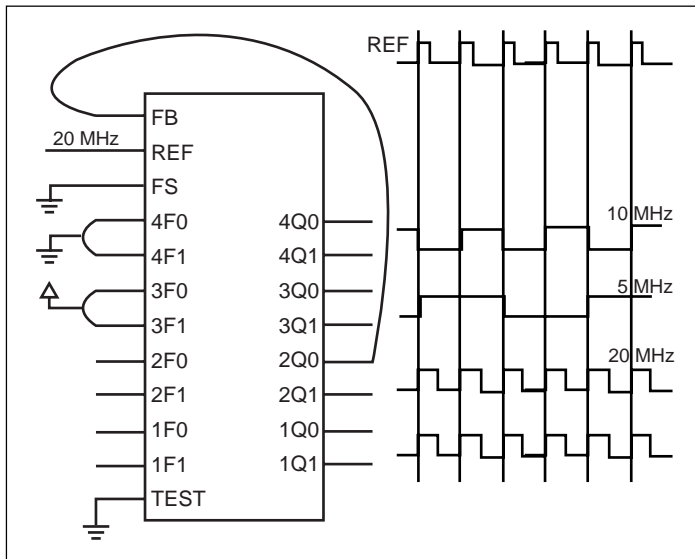 REF
FB
20 MHz
REF
FS
4F0 4Q0
10 MHz
4F1 4Q1
3F0 3Q0
5 MHz
3F1 3Q1
2F0 2Q0
20 MHz
2F1 2Q1
1F0 1Q0
1F1 1Q1
TEST